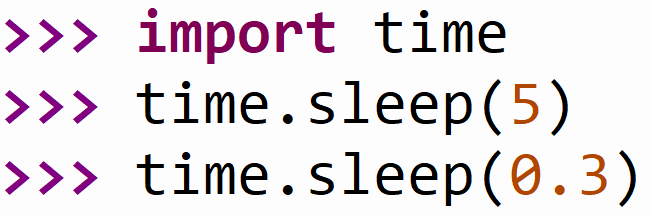 >>> import time
>>> time.sleep(5)
>>> time.sleep(0.3)